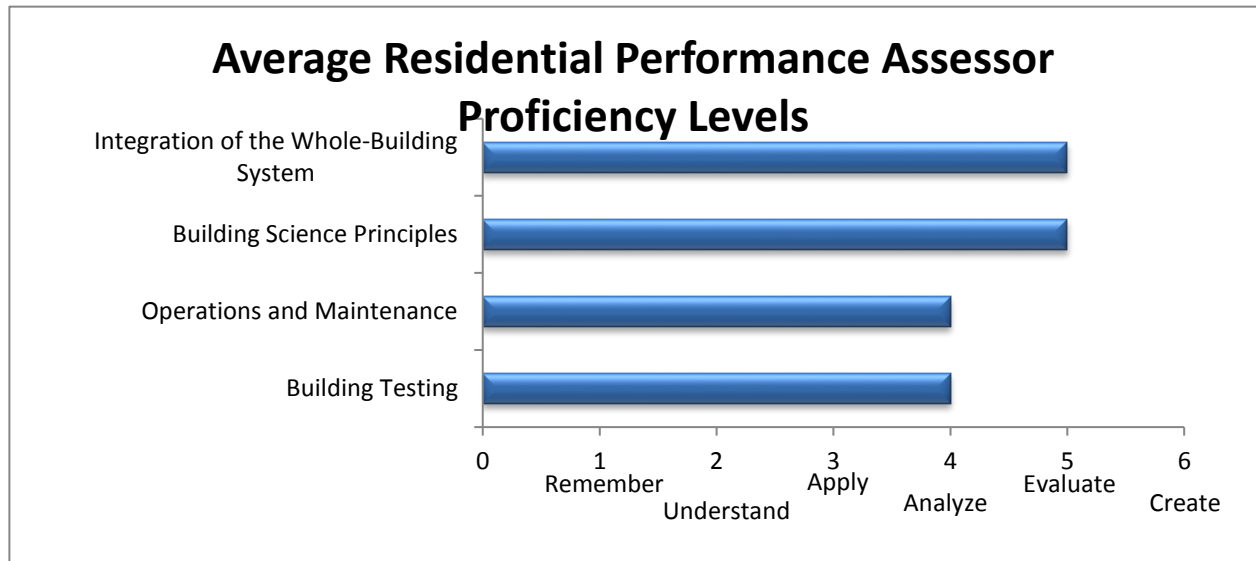 Average Residential Performance Assessor
Proficiency Levels
Integration of the Whole-Building
System
Building Science Principles
Operations and Maintenance
Building Testing
0 1 2 3 4 5 6
Remember Understand Apply Analyze Evaluate Create